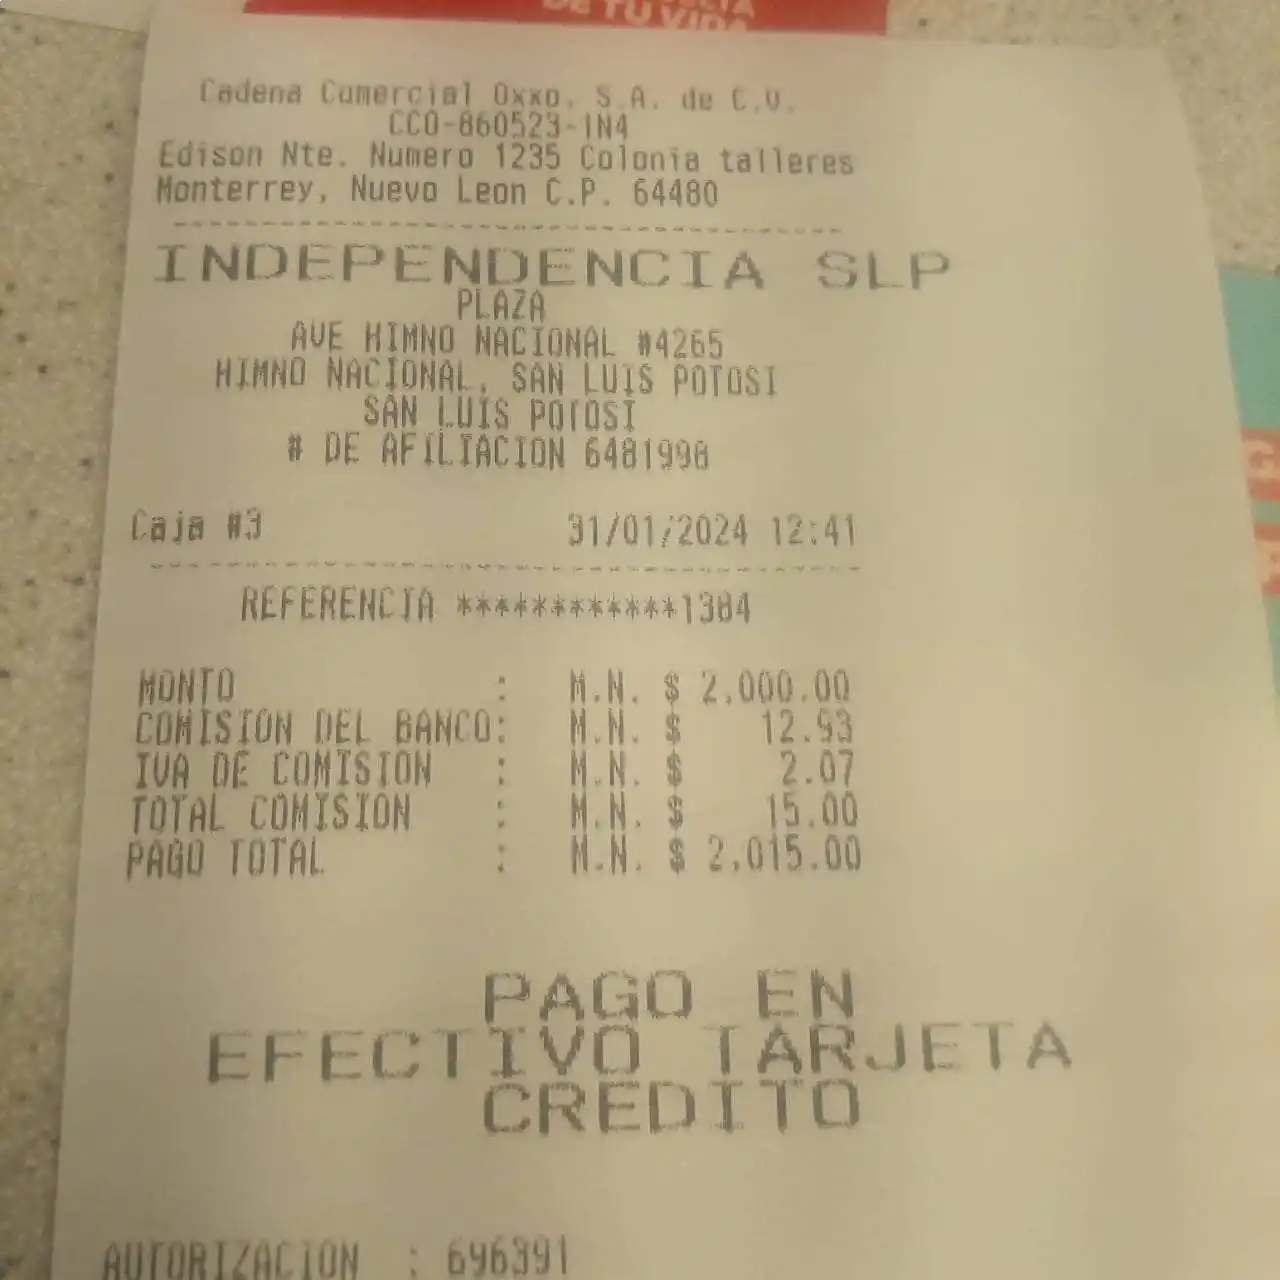 DE TU VIDA
Cadena Comercial Oxxo, S.A. de C.V.
CCO-860523-1N4
Edison Nte. Numero 1235 Colonia talleres
Monterrey, Nuevo Leon C.P. 64480
INDEPENDENCIA SLP
PLAZA
AVE HIMNO NACIONAL #4265
HIMNO NACIONAL, SAN LUIS POTOSI
SAN LUIS POTOSI
# DE AFILIACION 6481998
Caja #3 31/01/2024 12:41
REFERENCIA ************1384
MONTO : M.N. $ 2,000.00
COMISION DEL BANCO: M.N. $ 12.93
IVA DE COMISION : M.N. $ 2.07
TOTAL COMISION : M.N. $ 15.00
PAGO TOTAL : M.N. $ 2,015.00
PAGO EN
EFECTIVO TARJETA
CREDITO
AUTORIZACION : 696391